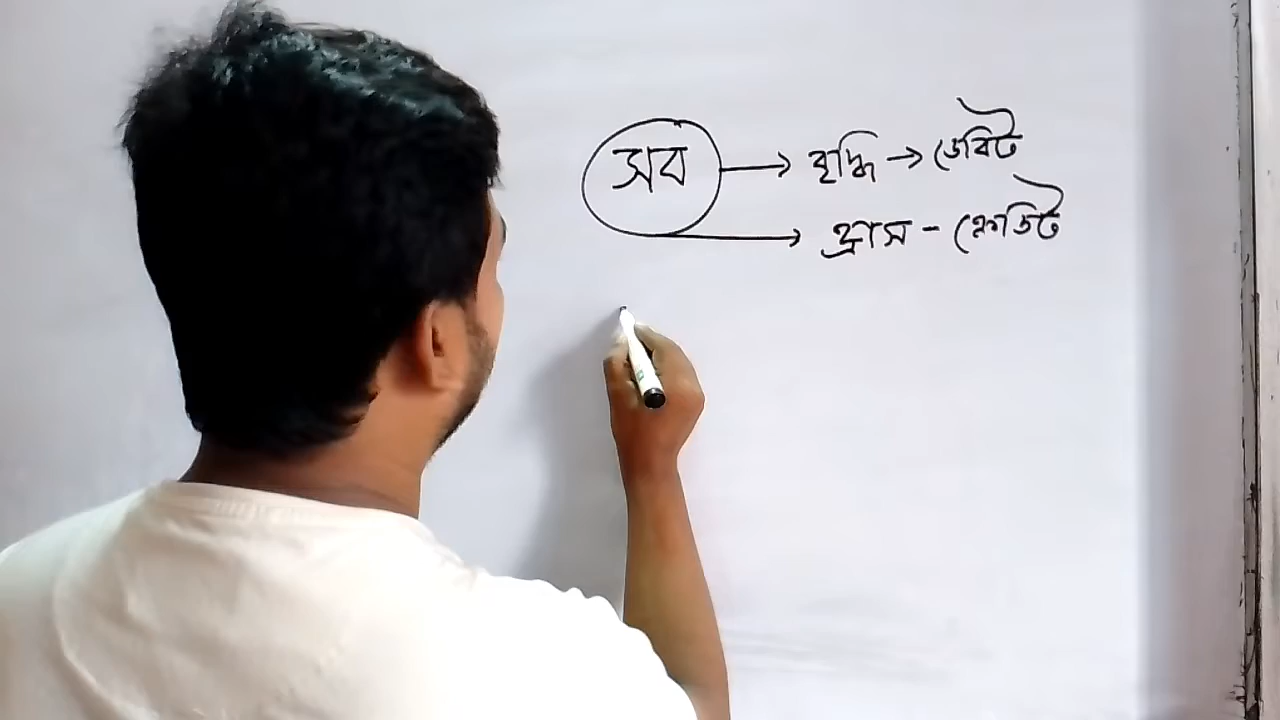 সব → বৃদ্ধি → ডেবিট
→ হ্রাস - ক্রেডিট